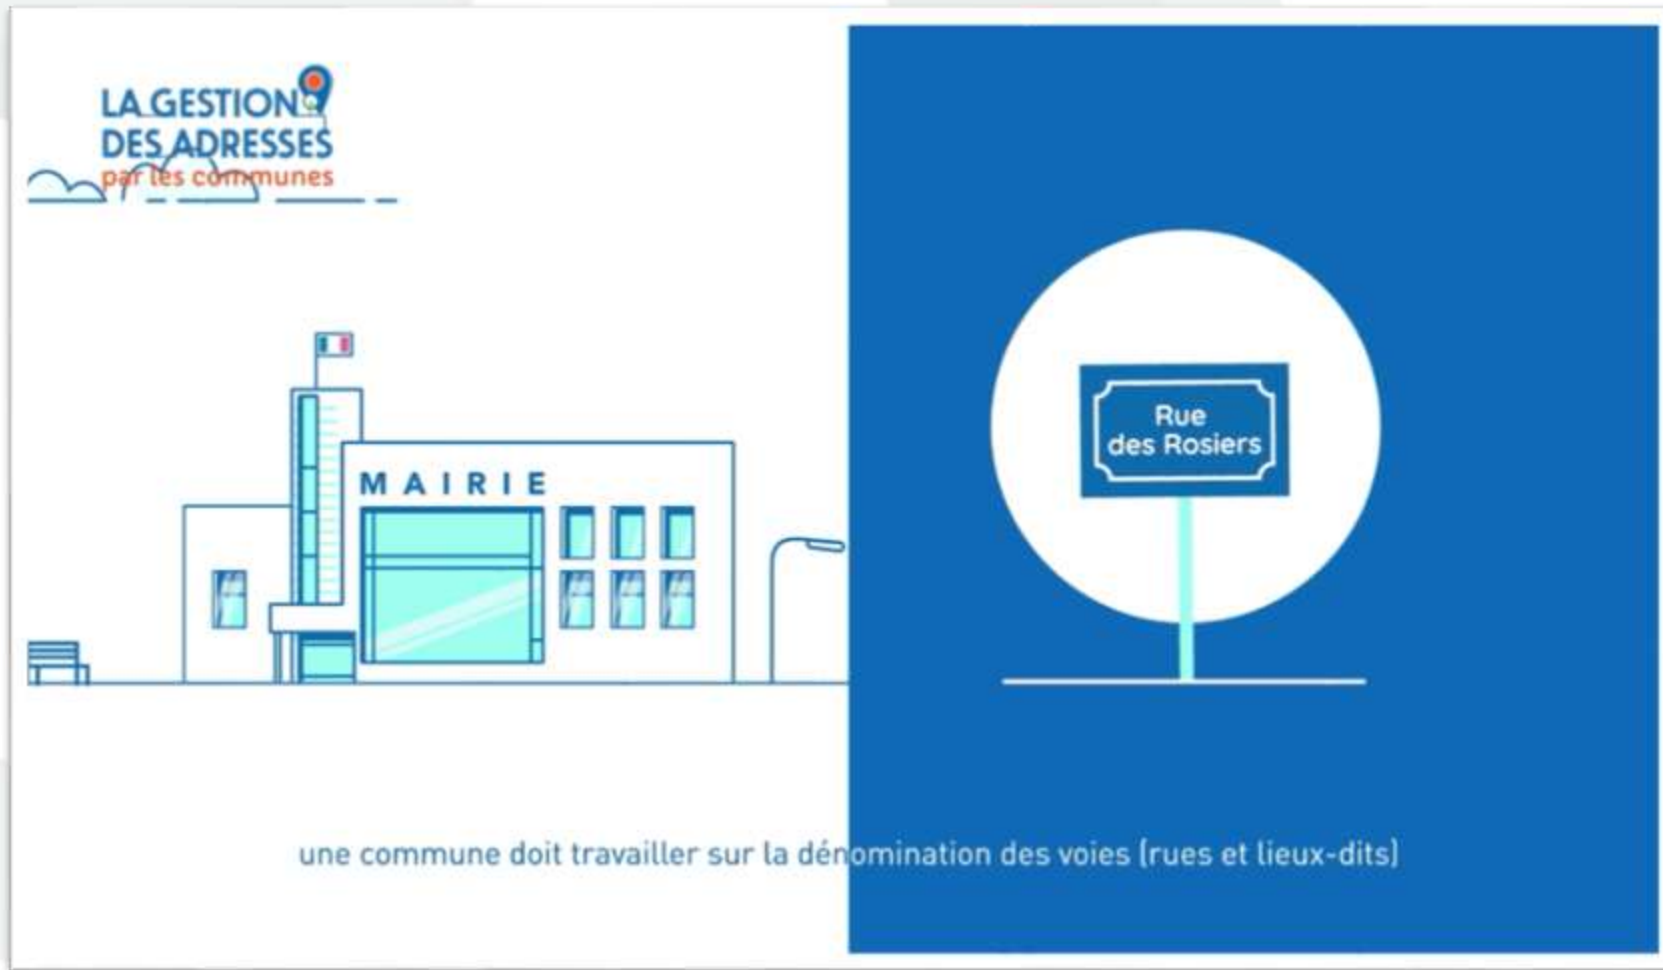 LA GESTION
DES ADRESSES
par les communes
MAIRIE
Rue
des Rosiers
une commune doit travailler sur la dénomination des voies (rues et lieux-dits)